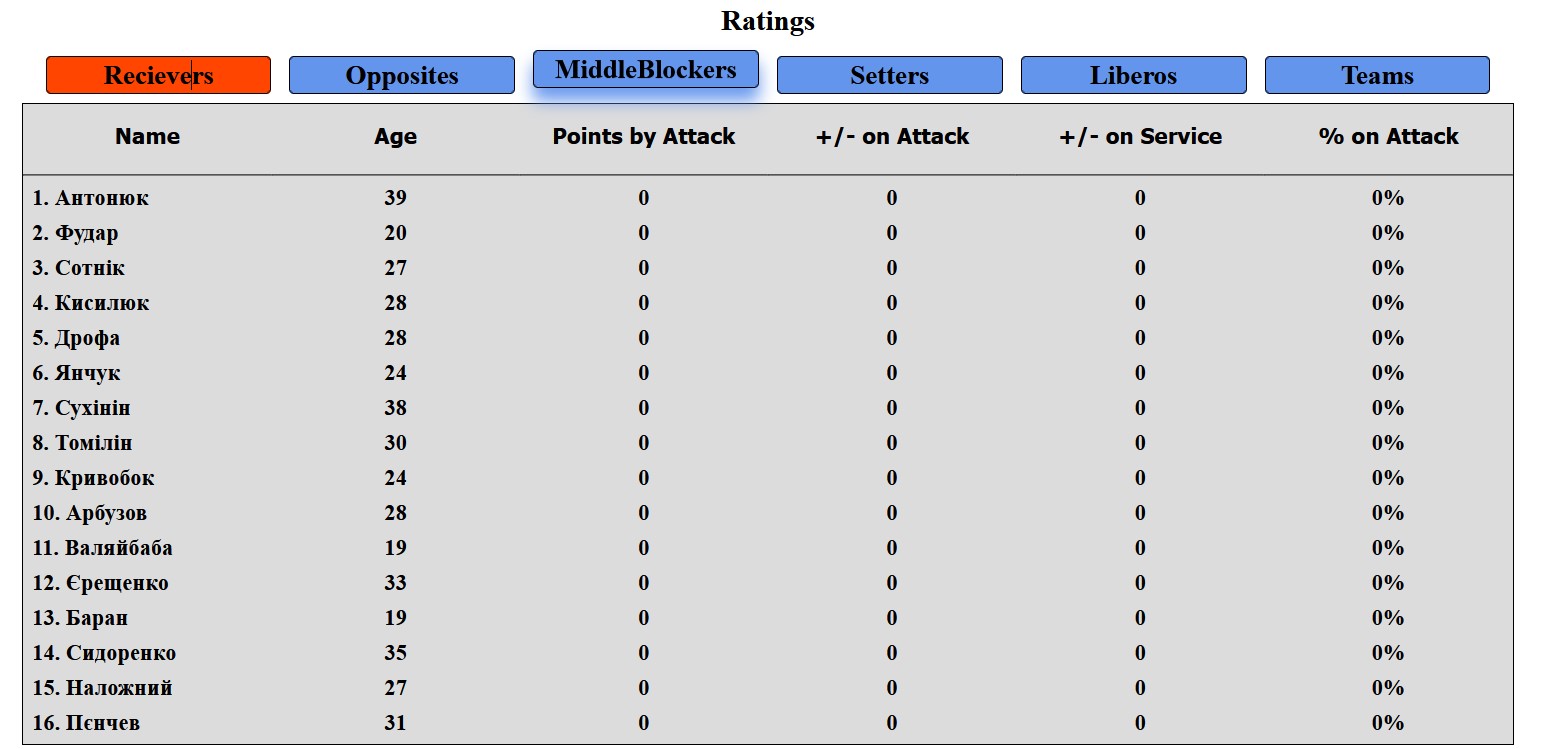 Ratings
Recievers Opposites MiddleBlockers Setters Liberos Teams
Name Age Points by Attack +/- on Attack +/- on Service % on Attack
1. Антонюк 39 0 0 0 0%
2. Фудар 20 0 0 0 0%
3. Сотнік 27 0 0 0 0%
4. Кисилюк 28 0 0 0 0%
5. Дрофа 28 0 0 0 0%
6. Янчук 24 0 0 0 0%
7. Сухінін 38 0 0 0 0%
8. Томілін 30 0 0 0 0%
9. Кривобок 24 0 0 0 0%
10. Арбузов 28 0 0 0 0%
11. Валяйбаба 19 0 0 0 0%
12. Єрещенко 33 0 0 0 0%
13. Баран 19 0 0 0 0%
14. Сидоренко 35 0 0 0 0%
15. Наложний 27 0 0 0 0%
16. Пєнчев 31 0 0 0 0%